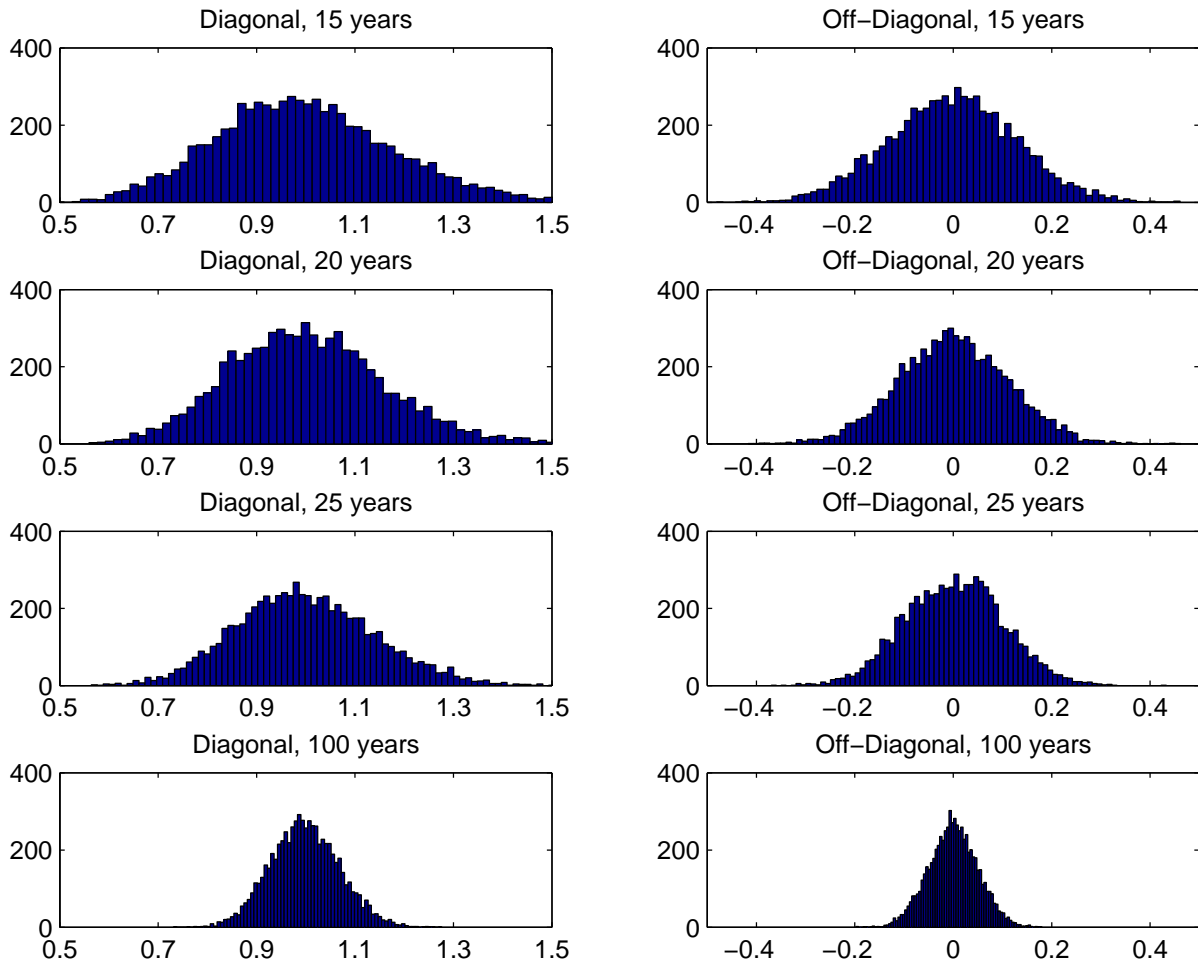 Diagonal, 15 years
400
200
0
0.5 0.7 0.9 1.1 1.3 1.5
Off−Diagonal, 15 years
400
200
0
−0.4 −0.2 0 0.2 0.4
Diagonal, 20 years
400
200
0
0.5 0.7 0.9 1.1 1.3 1.5
Off−Diagonal, 20 years
400
200
0
−0.4 −0.2 0 0.2 0.4
Diagonal, 25 years
400
200
0
0.5 0.7 0.9 1.1 1.3 1.5
Off−Diagonal, 25 years
400
200
0
−0.4 −0.2 0 0.2 0.4
Diagonal, 100 years
400
200
0
0.5 0.7 0.9 1.1 1.3 1.5
Off−Diagonal, 100 years
400
200
0
−0.4 −0.2 0 0.2 0.4